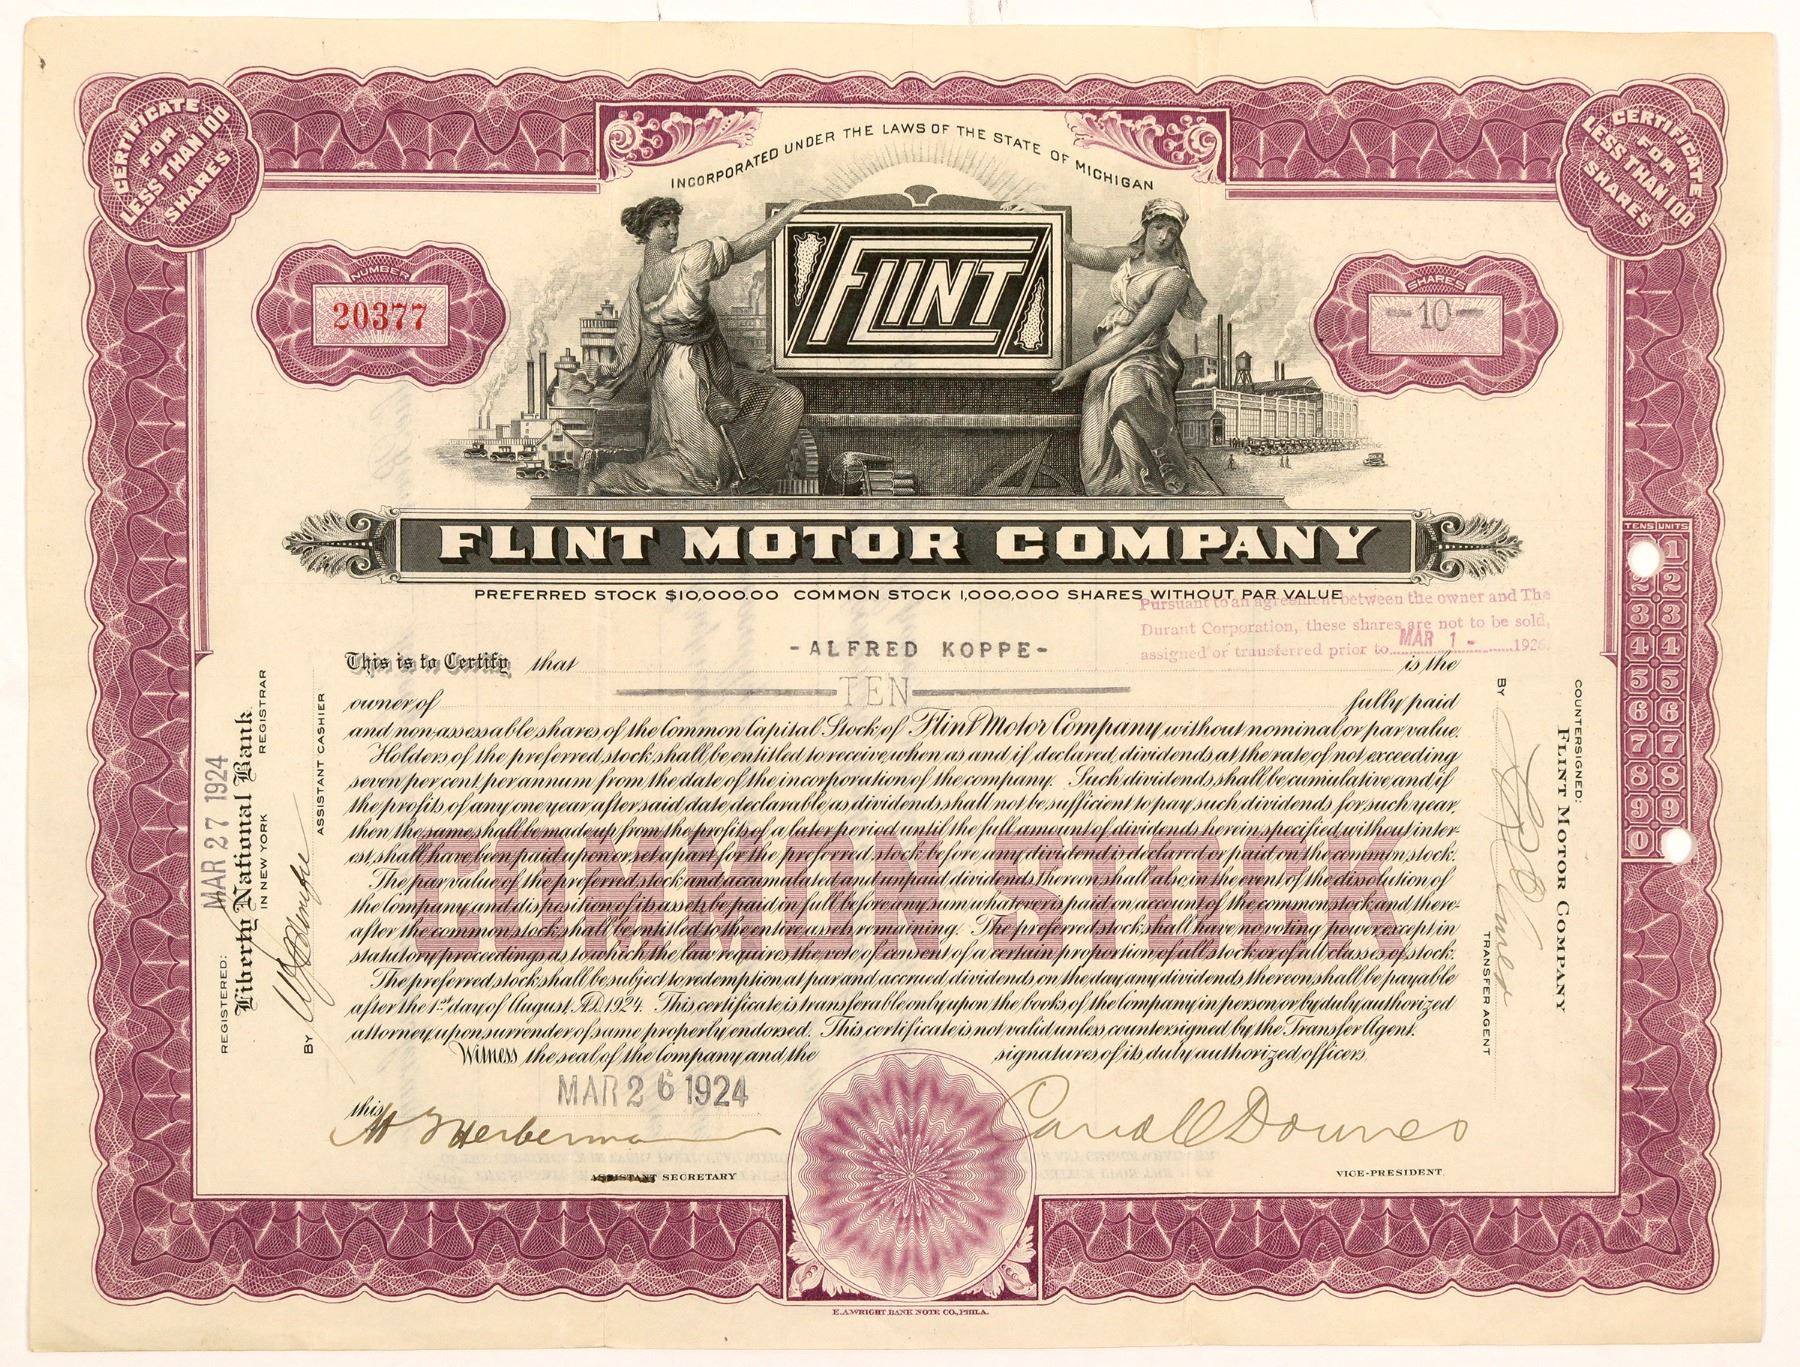 CERTIFICATE FOR LESS THAN 100 SHARES
INCORPORATED UNDER THE LAWS OF THE STATE OF MICHIGAN
CERTIFICATE FOR LESS THAN 100 SHARES
NUMBER
20377
FLINT
SHARES
10
FLINT MOTOR COMPANY
PREFERRED STOCK $10,000.00 COMMON STOCK 1,000,000 SHARES WITHOUT PAR VALUE
Pursuant to an agreement between the owner and The
Durant Corporation, these shares are not to be sold,
assigned or transferred prior to MAR 1 - 1926.
This is to Certify that -ALFRED KOPPE- is the
owner of TEN fully paid
and non-assessable shares of the Common Capital Stock of Flint Motor Company without nominal or par value.
Holders of the preferred stock shall be entitled to receive when as and if declared dividends at the rate of not exceeding
seven per cent. per annum from the date of the incorporation of the company. Such dividends shall be cumulative and if
the profits of any one year after said date declarable as dividends shall not be sufficient to pay such dividends for such year,
then the same shall be made up from the profits of a later period until the full amount of dividends herein specified without inter-
est, shall have been paid upon or set apart for the preferred stock before any dividend is declared or paid on the common stock.
The par value of the preferred stock and accumulated and unpaid dividends thereon shall also, in the event of the dissolution of
the Company and disposition of its assets be paid in full before any sum whatever is paid on account of the common stock and there-
after the common stock shall be entitled to the entire assets remaining. The preferred stock shall have no voting power except in
statutory proceedings as to which the law requires the vote of consent of a certain proportion of all stock or of all classes of stock.
The preferred stock shall be subject to redemption at par and accrued dividends on the day any dividends thereon shall be payable
after the 1st day of August A.D. 1924. This certificate is transferable only upon the books of the Company in person or by duly authorized
attorney upon surrender of same properly endorsed. This certificate is not valid unless countersigned by the Transfer Agent.
Witness the seal of the Company and the signatures of its duly authorized officers
COMMON STOCK
this MAR 26 1924
Herberman
Carroll Downes
ASSISTANT SECRETARY
VICE-PRESIDENT
REGISTERED:
MAR 27 1924
Liberty National Bank
IN NEW YORK REGISTRAR
BY
ASSISTANT CASHIER
COUNTERSIGNED:
FLINT MOTOR COMPANY
BY
TRANSFER AGENT
TENS UNITS
1
2 2
3 3
4 4
5 5
6 6
7 7
8 8
9 9
0
E.A.WRIGHT BANK NOTE CO., PHILA.